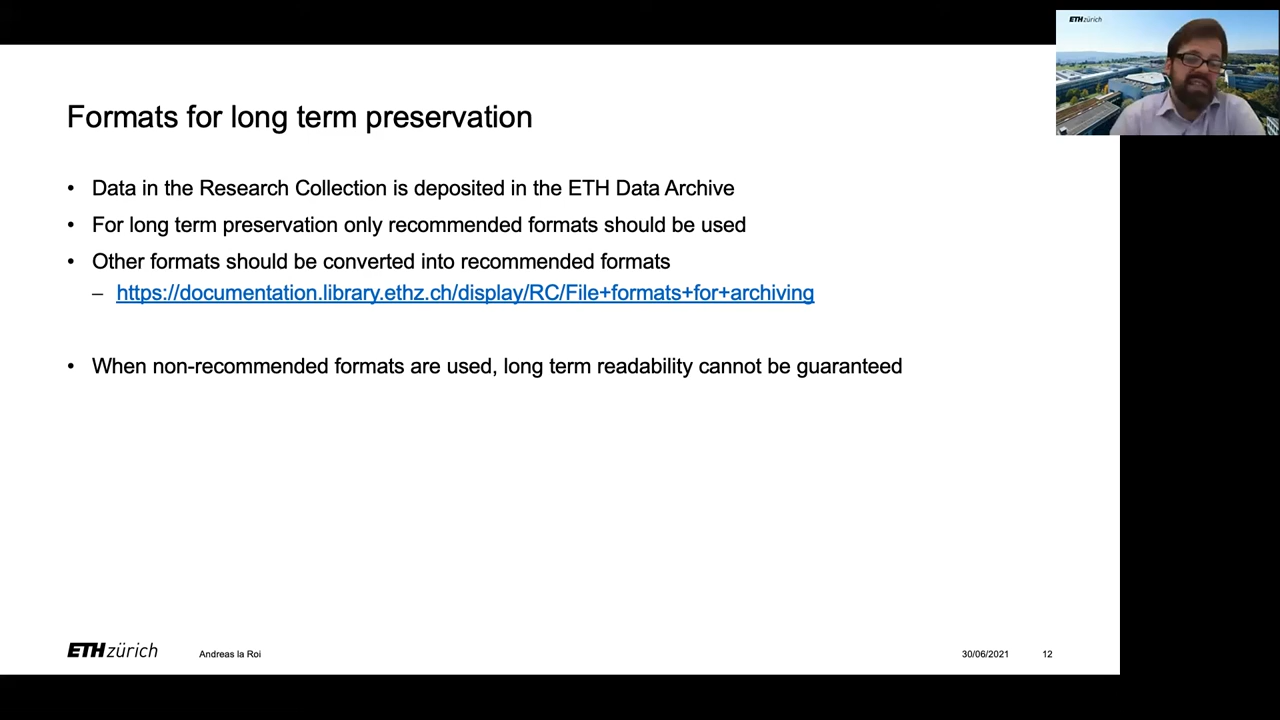 ETH zürich
Formats for long term preservation
• Data in the Research Collection is deposited in the ETH Data Archive
• For long term preservation only recommended formats should be used
• Other formats should be converted into recommended formats
– https://documentation.library.ethz.ch/display/RC/File+formats+for+archiving
• When non-recommended formats are used, long term readability cannot be guaranteed
ETH zürich Andreas la Roi 30/06/2021 12